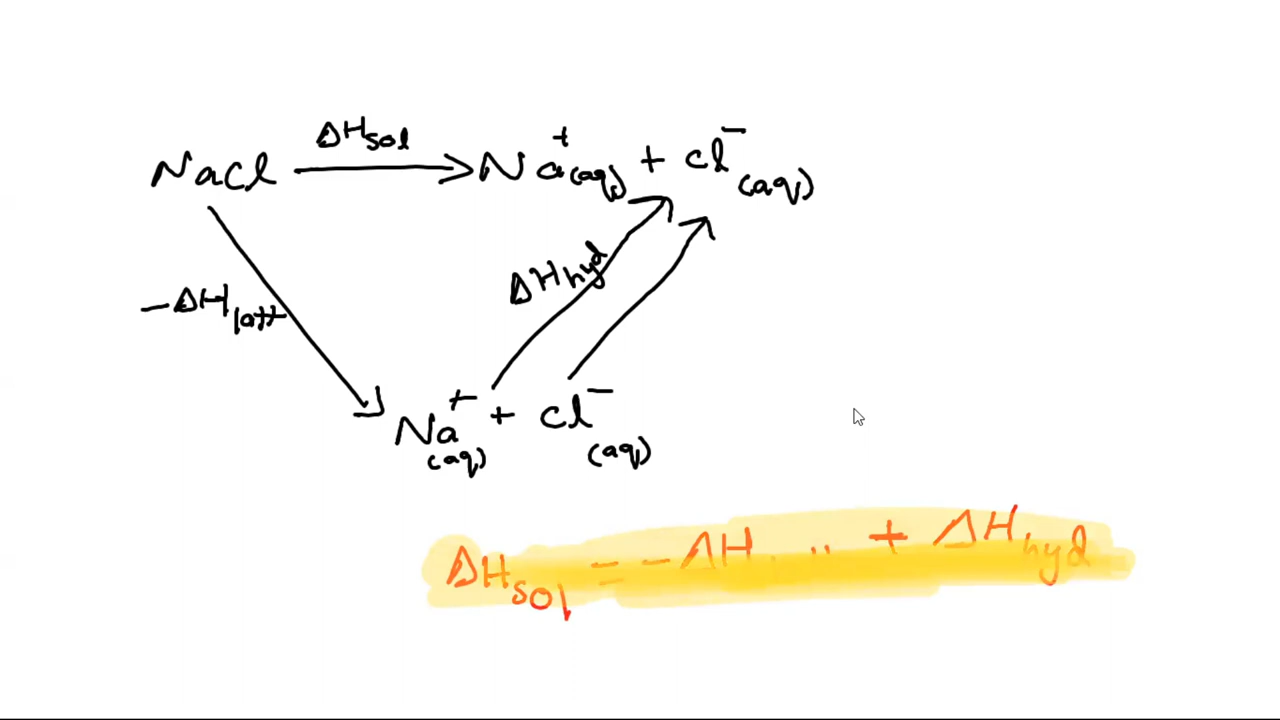 ΔHsol
NaCl → Na+(aq) + Cl−(aq)
ΔHhyd
−ΔHlatt
Na+(aq) + Cl−(aq)
ΔHsol = −ΔH + ΔHhyd